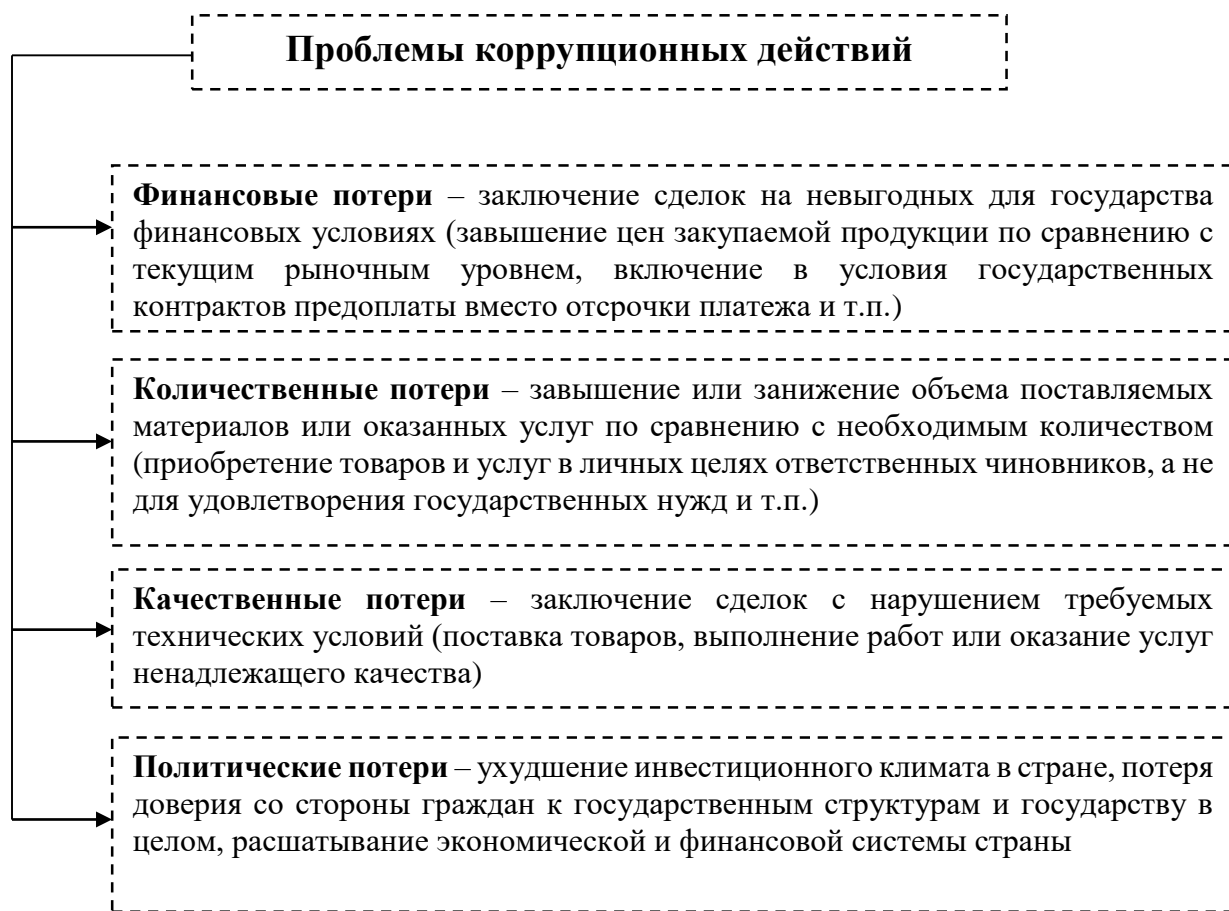 Проблемы коррупционных действий
Финансовые потери – заключение сделок на невыгодных для государства
финансовых условиях (завышение цен закупаемой продукции по сравнению с
текущим рыночным уровнем, включение в условия государственных
контрактов предоплаты вместо отсрочки платежа и т.п.)
Количественные потери – завышение или занижение объема поставляемых
материалов или оказанных услуг по сравнению с необходимым количеством
(приобретение товаров и услуг в личных целях ответственных чиновников, а не
для удовлетворения государственных нужд и т.п.)
Качественные потери – заключение сделок с нарушением требуемых
технических условий (поставка товаров, выполнение работ или оказание услуг
ненадлежащего качества)
Политические потери – ухудшение инвестиционного климата в стране, потеря
доверия со стороны граждан к государственным структурам и государству в
целом, расшатывание экономической и финансовой системы страны